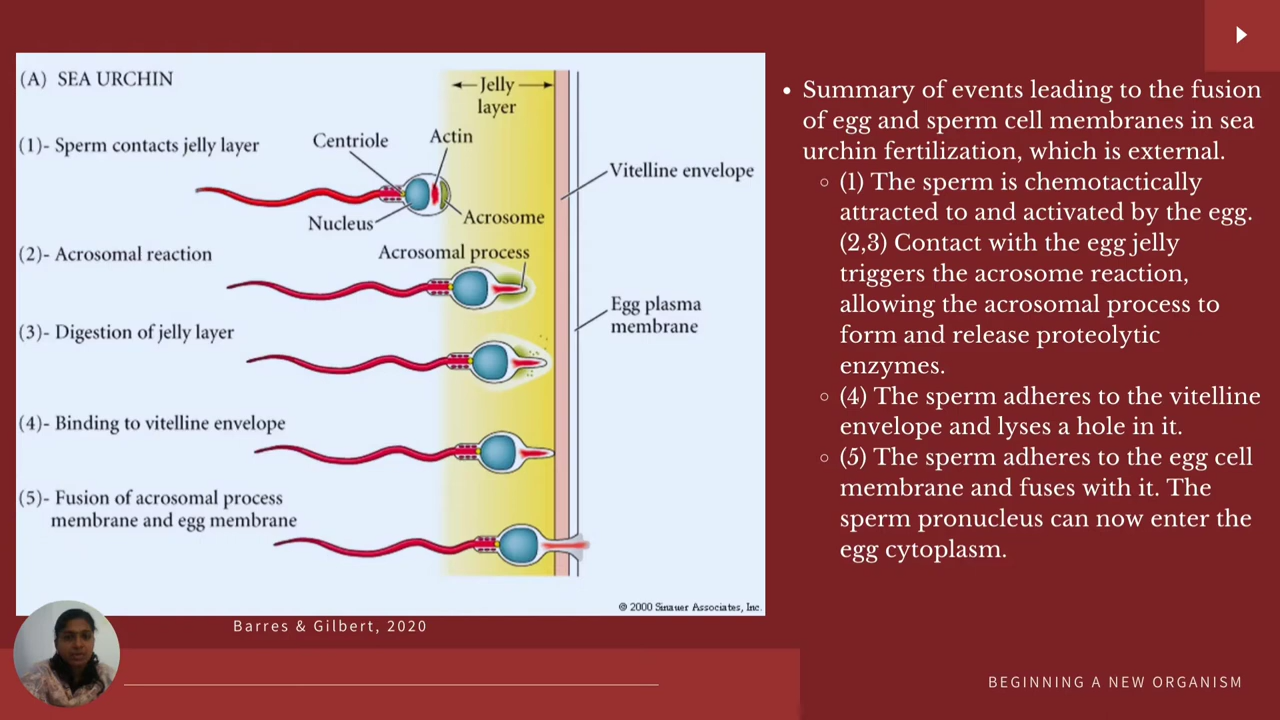 (A) SEA URCHIN
Jelly
layer
(1)- Sperm contacts jelly layer
Centriole
Actin
Vitelline envelope
Nucleus
Acrosome
(2)- Acrosomal reaction
Acrosomal process
Egg plasma
membrane
(3)- Digestion of jelly layer
(4)- Binding to vitelline envelope
(5)- Fusion of acrosomal process
membrane and egg membrane
© 2000 Sinauer Associates, Inc.
Barres & Gilbert, 2020
• Summary of events leading to the fusion
of egg and sperm cell membranes in sea
urchin fertilization, which is external.
◦ (1) The sperm is chemotactically
attracted to and activated by the egg.
(2,3) Contact with the egg jelly
triggers the acrosome reaction,
allowing the acrosomal process to
form and release proteolytic
enzymes.
◦ (4) The sperm adheres to the vitelline
envelope and lyses a hole in it.
◦ (5) The sperm adheres to the egg cell
membrane and fuses with it. The
sperm pronucleus can now enter the
egg cytoplasm.
BEGINNING A NEW ORGANISM